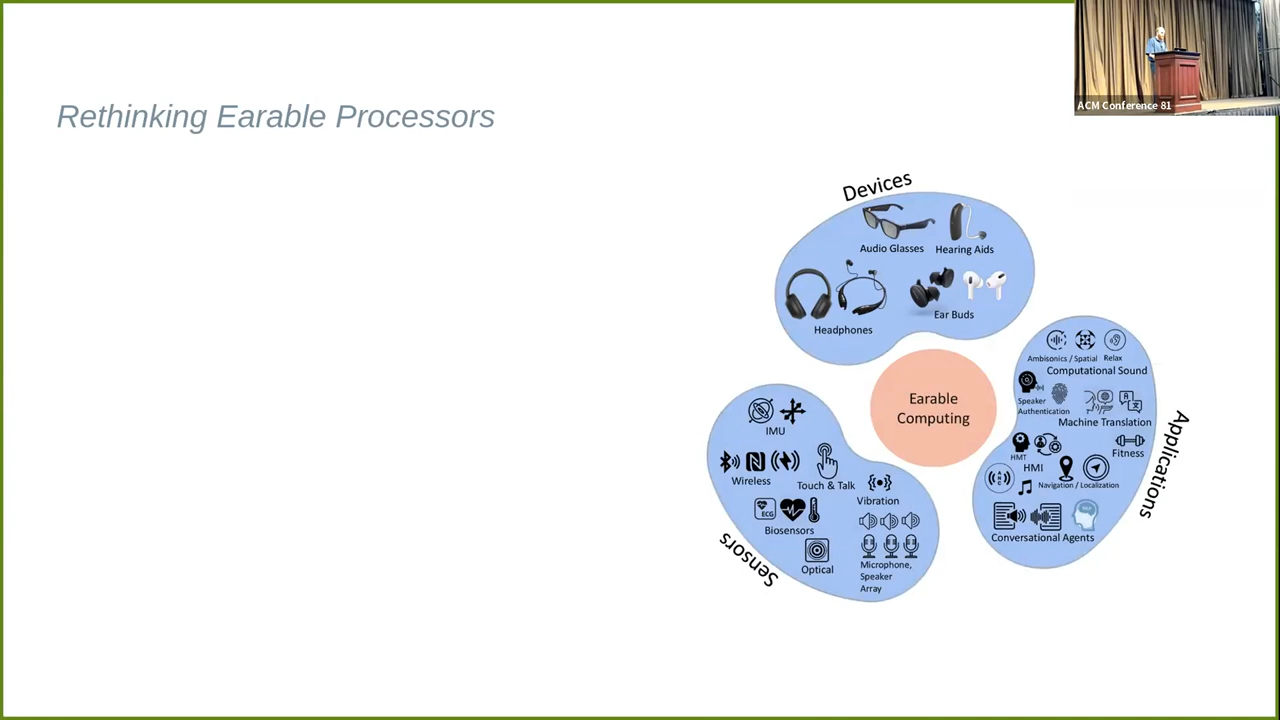 ACM Conference 81
Rethinking Earable Processors
Devices
Audio Glasses
Hearing Aids
Headphones
Ear Buds
Earable
Computing
Ambisonics / Spatial
Relax
Computational Sound
Speaker
Authentication
Machine Translation
HMT
HMI
Fitness
Navigation / Localization
Conversational Agents
Applications
IMU
Wireless
Touch & Talk
Vibration
ECG
Biosensors
Optical
Microphone,
Speaker
Array
Sensors